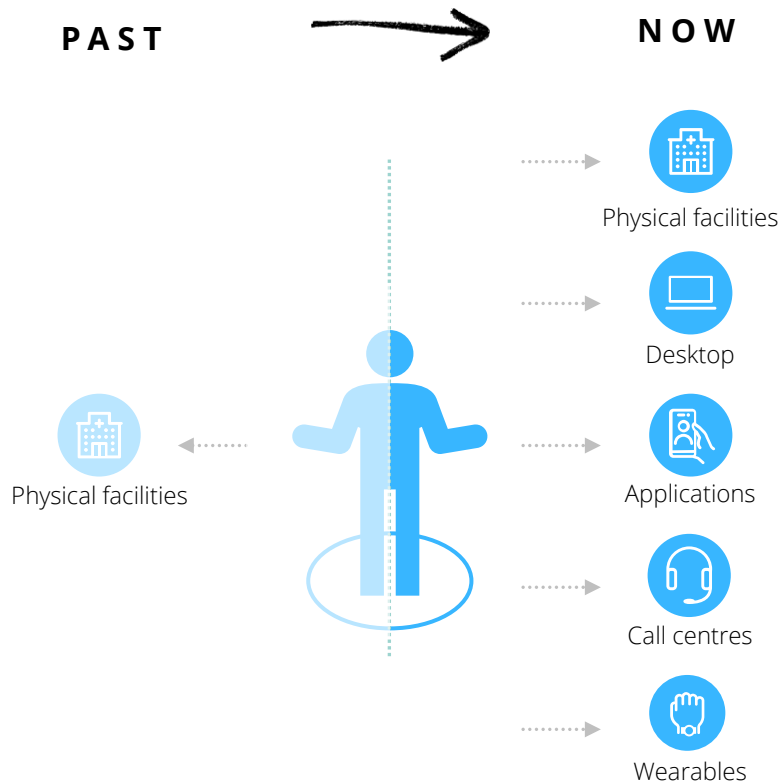 PAST
NOW
Physical facilities
Desktop
Physical facilities
Applications
Call centres
Wearables